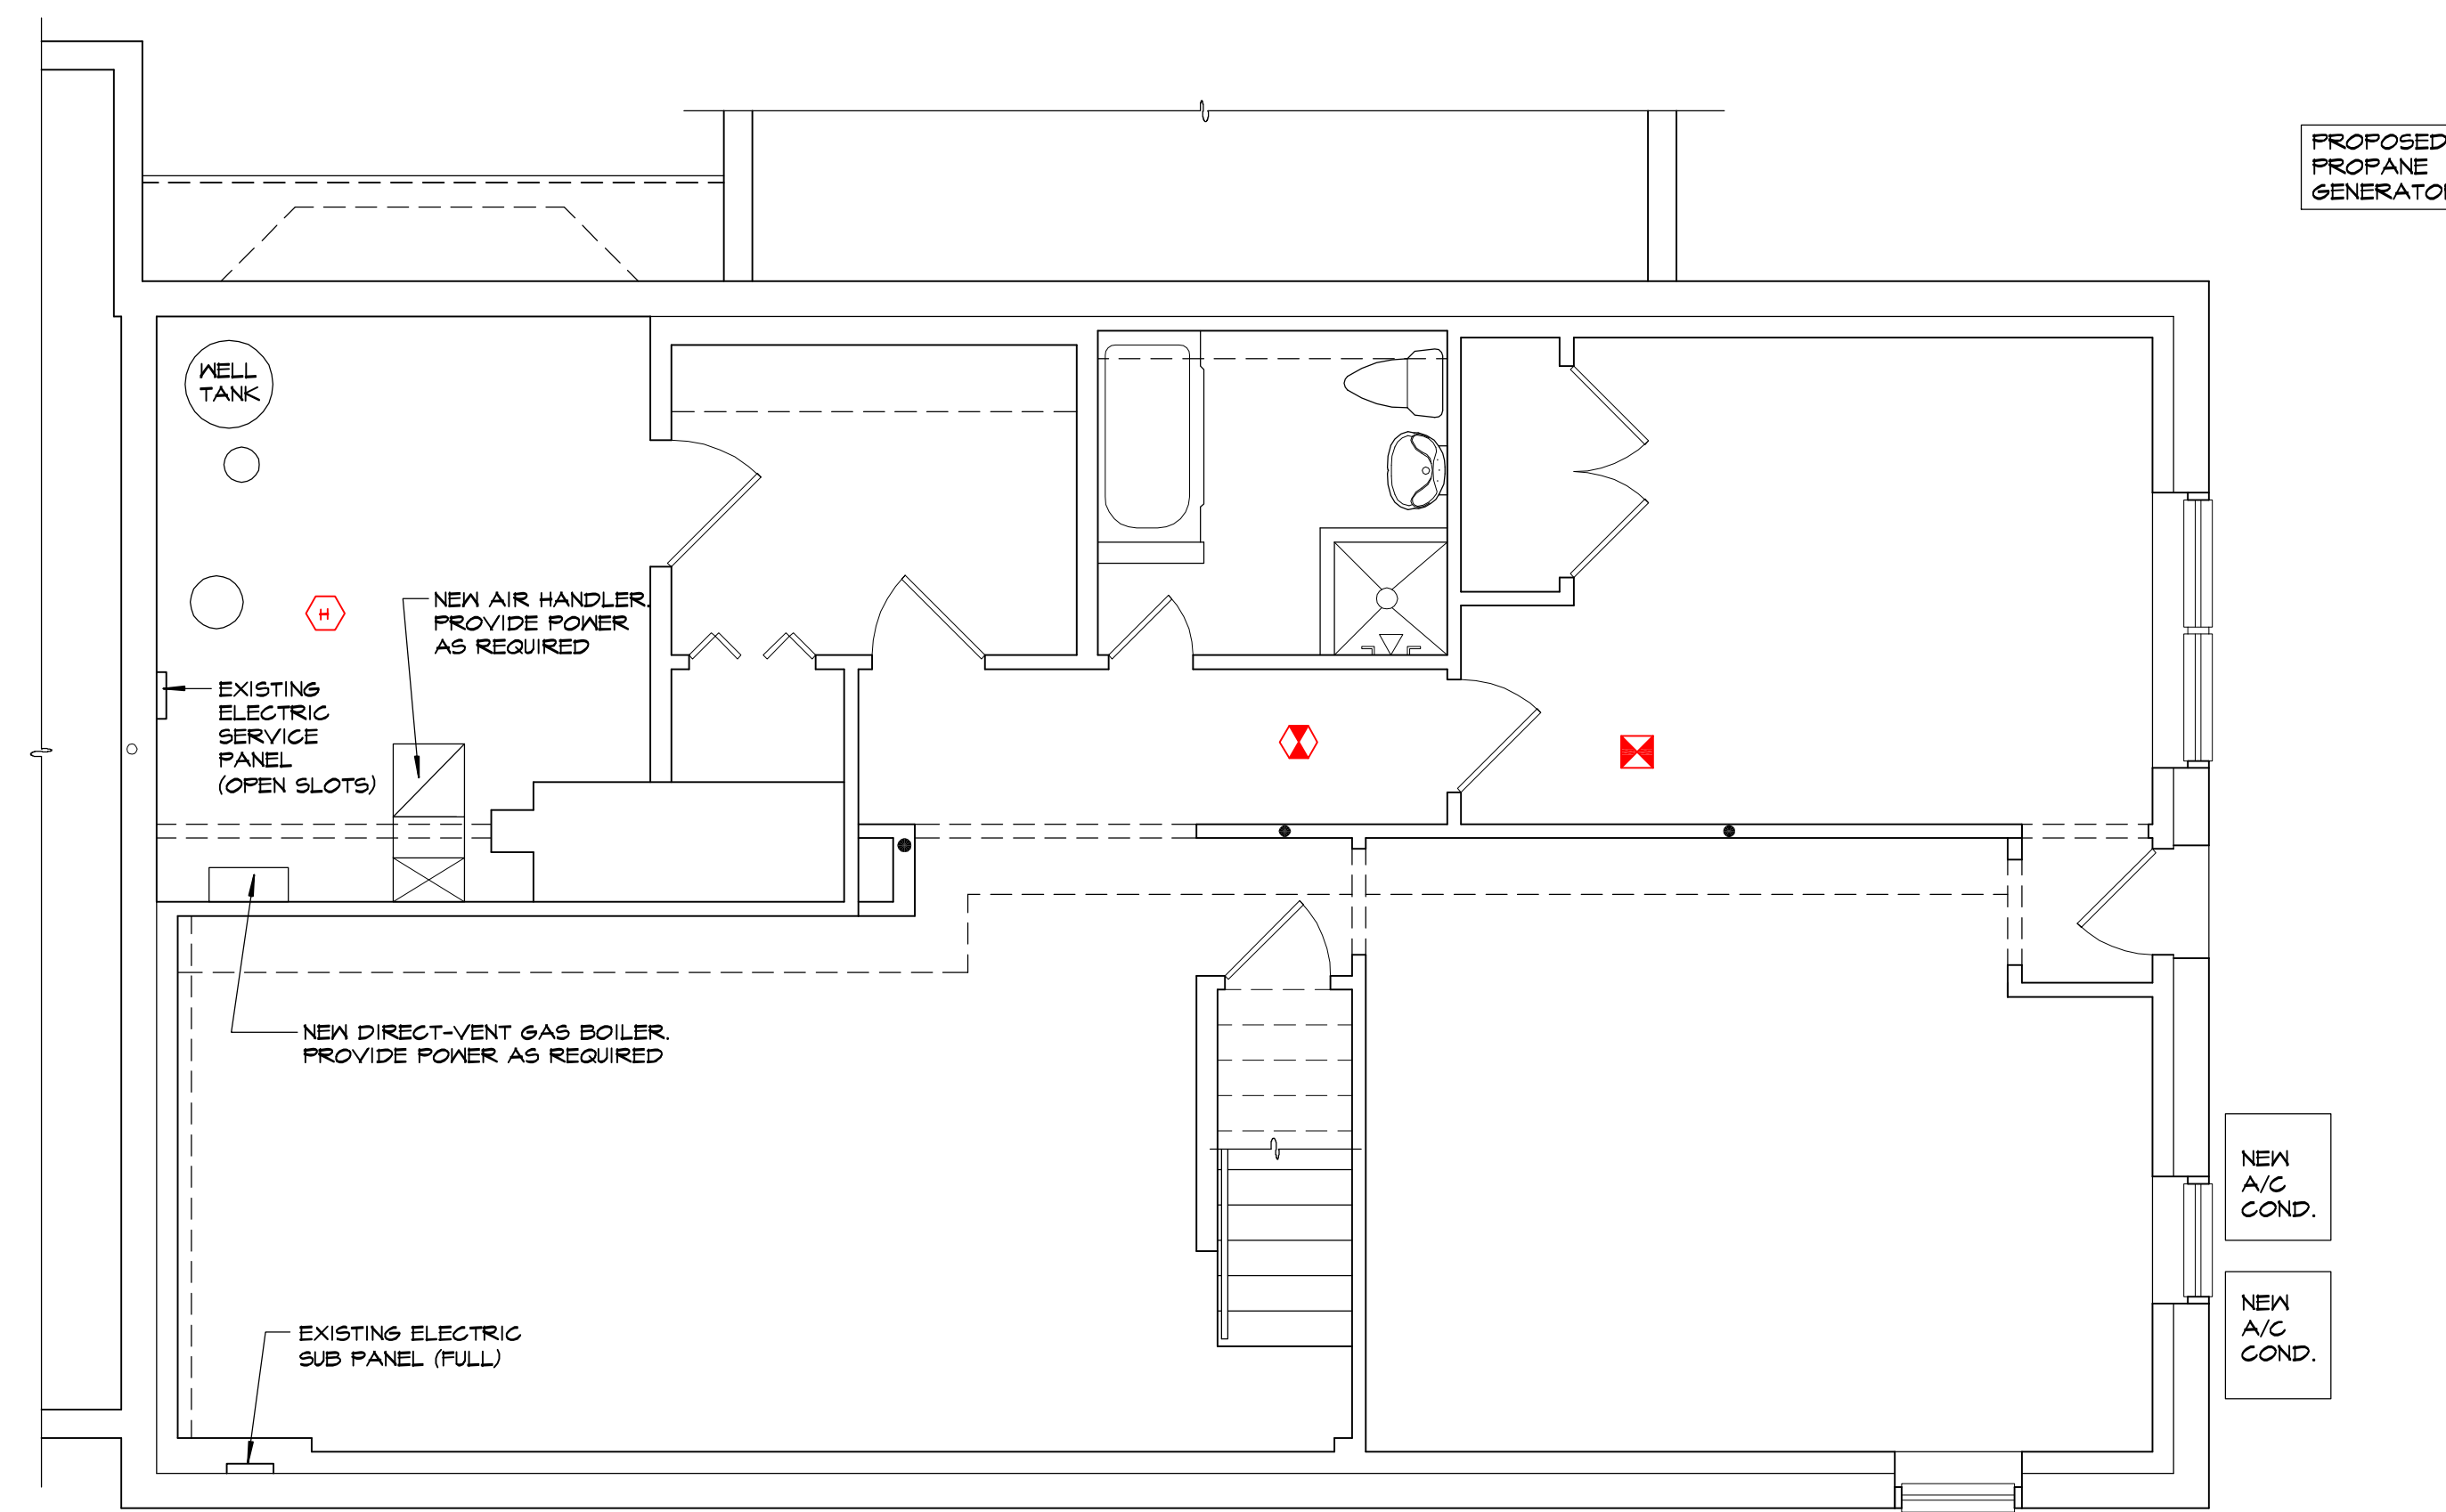 PROPOSED
PROPANE
WELL
TANK
H
NEW AIR HANDLER.
PROVIDE POWER
AS REQUIRED
EXISTING
ELECTRIC
SERVICE
PANEL
(OPEN SLOTS)
NEW DIRECT-VENT GAS BOILER.
PROVIDE POWER AS REQUIRED
NEW
A/C
COND.
NEW
A/C
COND.
EXISTING ELECTRIC
SUB PANEL (FULL)